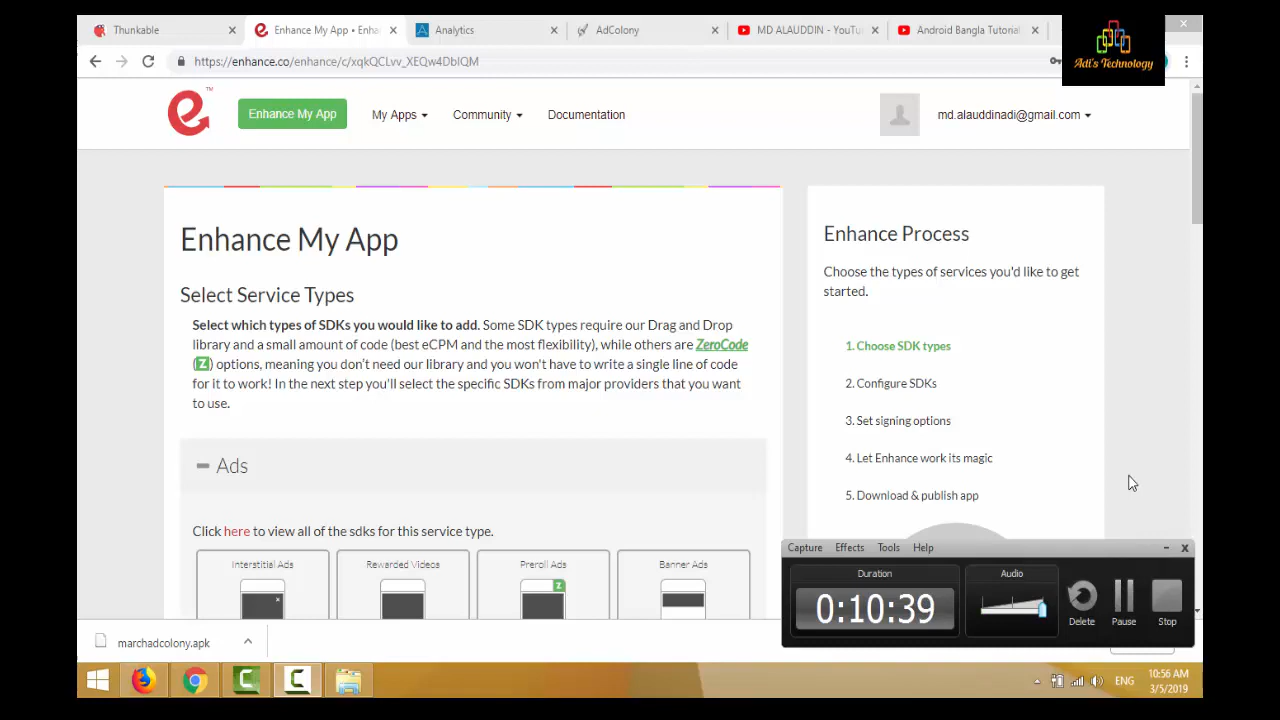 Thunkable
Enhance My App • Enha
Analytics
AdColony
MD ALAUDDIN - YouTu
Android Bangla Tutorial
Adi's Technology
https://enhance.co/enhance/c/xqkQCLvv_XEQw4DbIQM
Enhance My App
My Apps
Community
Documentation
md.alauddinadi@gmail.com
TM
Enhance My App
Select Service Types
Select which types of SDKs you would like to add. Some SDK types require our Drag and Drop
library and a small amount of code (best eCPM and the most flexibility), while others are ZeroCode
(Z) options, meaning you don't need our library and you won't have to write a single line of code
for it to work! In the next step you'll select the specific SDKs from major providers that you want
to use.
Ads
Click here to view all of the sdks for this service type.
Interstitial Ads
Rewarded Videos
Preroll Ads
Z
Banner Ads
Enhance Process
Choose the types of services you'd like to get
started.
1. Choose SDK types
2. Configure SDKs
3. Set signing options
4. Let Enhance work its magic
5. Download & publish app
Capture
Effects
Tools
Help
Duration
0:10:39
Audio
Delete
Pause
Stop
marchadcolony.apk
ENG
10:56 AM
3/5/2019